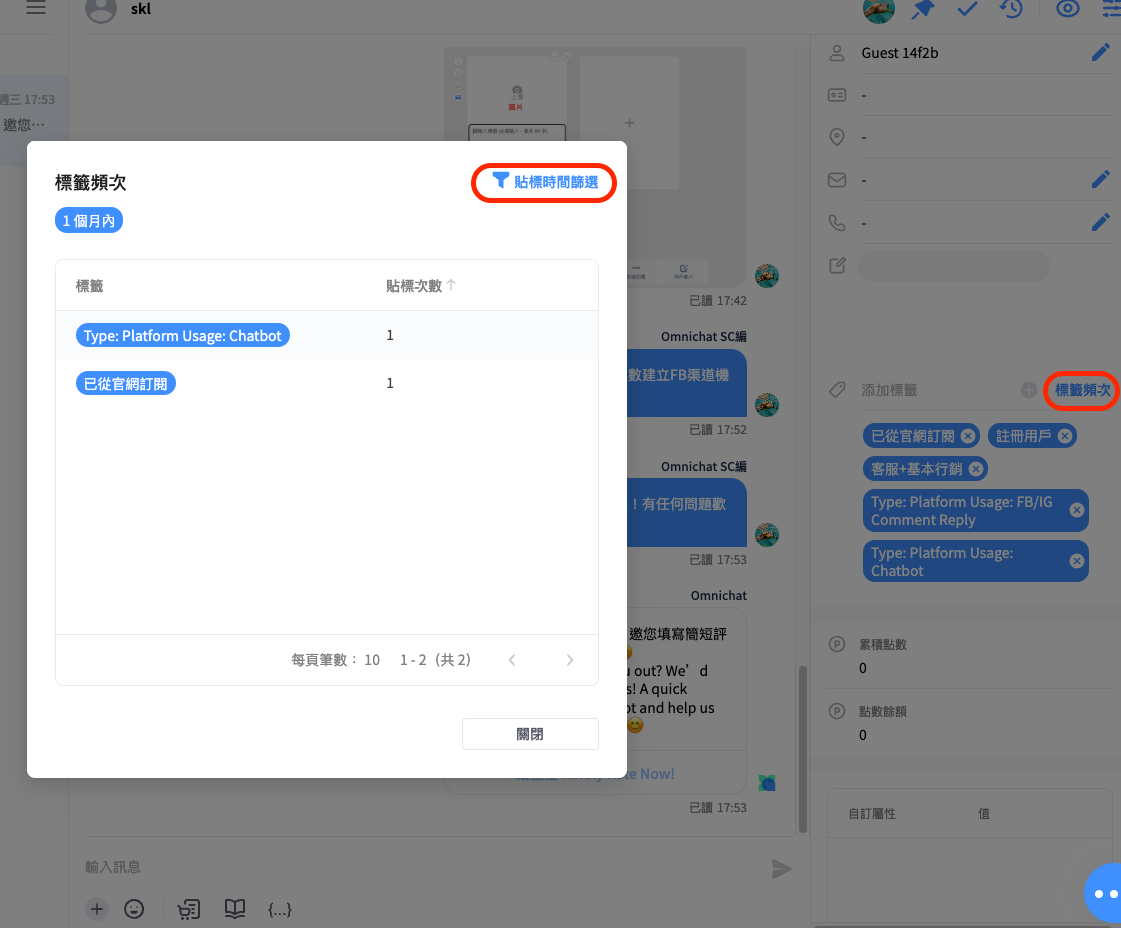 skl
週三 17:53
邀您…
上傳
圖片
已讀 17:42
Omnichat SC編
數建立FB渠道機
已讀 17:52
Omnichat SC編
！有任何問題歡
已讀 17:53
Omnichat
邀您填寫簡短評
u out? We’d
s! A quick
ot and help us
te Now!
已讀 17:53
輸入訊息
{...}
標籤頻次
貼標時間篩選
1 個月內
標籤
貼標次數
Type: Platform Usage: Chatbot
1
已從官網訂閱
1
每頁筆數： 10
1 - 2 (共 2)
關閉
Guest 14f2b
-
-
-
-
添加標籤
標籤頻次
已從官網訂閱
註冊用戶
客服+基本行銷
Type: Platform Usage: FB/IG
Comment Reply
Type: Platform Usage:
Chatbot
累積點數
0
點數餘額
0
自訂屬性
值